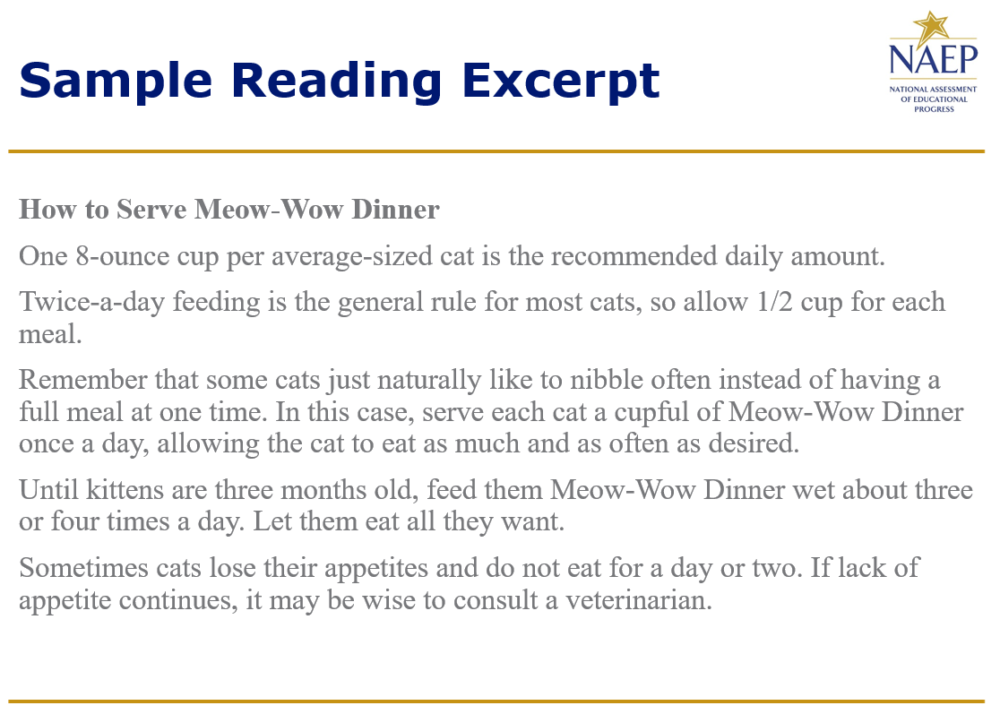 Sample Reading Excerpt
NAEP
NATIONAL ASSESSMENT
OF EDUCATIONAL
PROGRESS
How to Serve Meow-Wow Dinner
One 8-ounce cup per average-sized cat is the recommended daily amount.
Twice-a-day feeding is the general rule for most cats, so allow 1/2 cup for each
meal.
Remember that some cats just naturally like to nibble often instead of having a
full meal at one time. In this case, serve each cat a cupful of Meow-Wow Dinner
once a day, allowing the cat to eat as much and as often as desired.
Until kittens are three months old, feed them Meow-Wow Dinner wet about three
or four times a day. Let them eat all they want.
Sometimes cats lose their appetites and do not eat for a day or two. If lack of
appetite continues, it may be wise to consult a veterinarian.